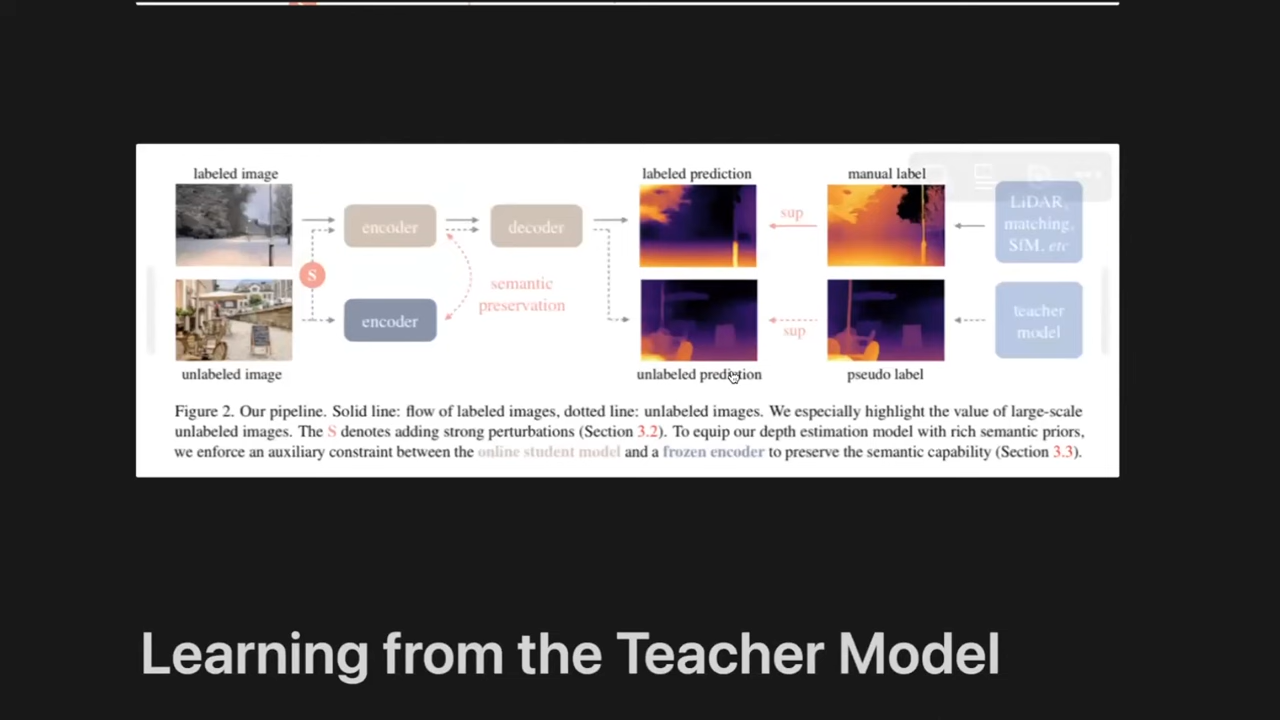 labeled image
labeled prediction
manual label
encoder
decoder
sup
LiDAR,
matching,
SfM, etc
S
semantic
preservation
encoder
sup
teacher
model
unlabeled image
unlabeled prediction
pseudo label
Figure 2. Our pipeline. Solid line: flow of labeled images, dotted line: unlabeled images. We especially highlight the value of large-scale
unlabeled images. The S denotes adding strong perturbations (Section 3.2). To equip our depth estimation model with rich semantic priors,
we enforce an auxiliary constraint between the online student model and a frozen encoder to preserve the semantic capability (Section 3.3).
Learning from the Teacher Model